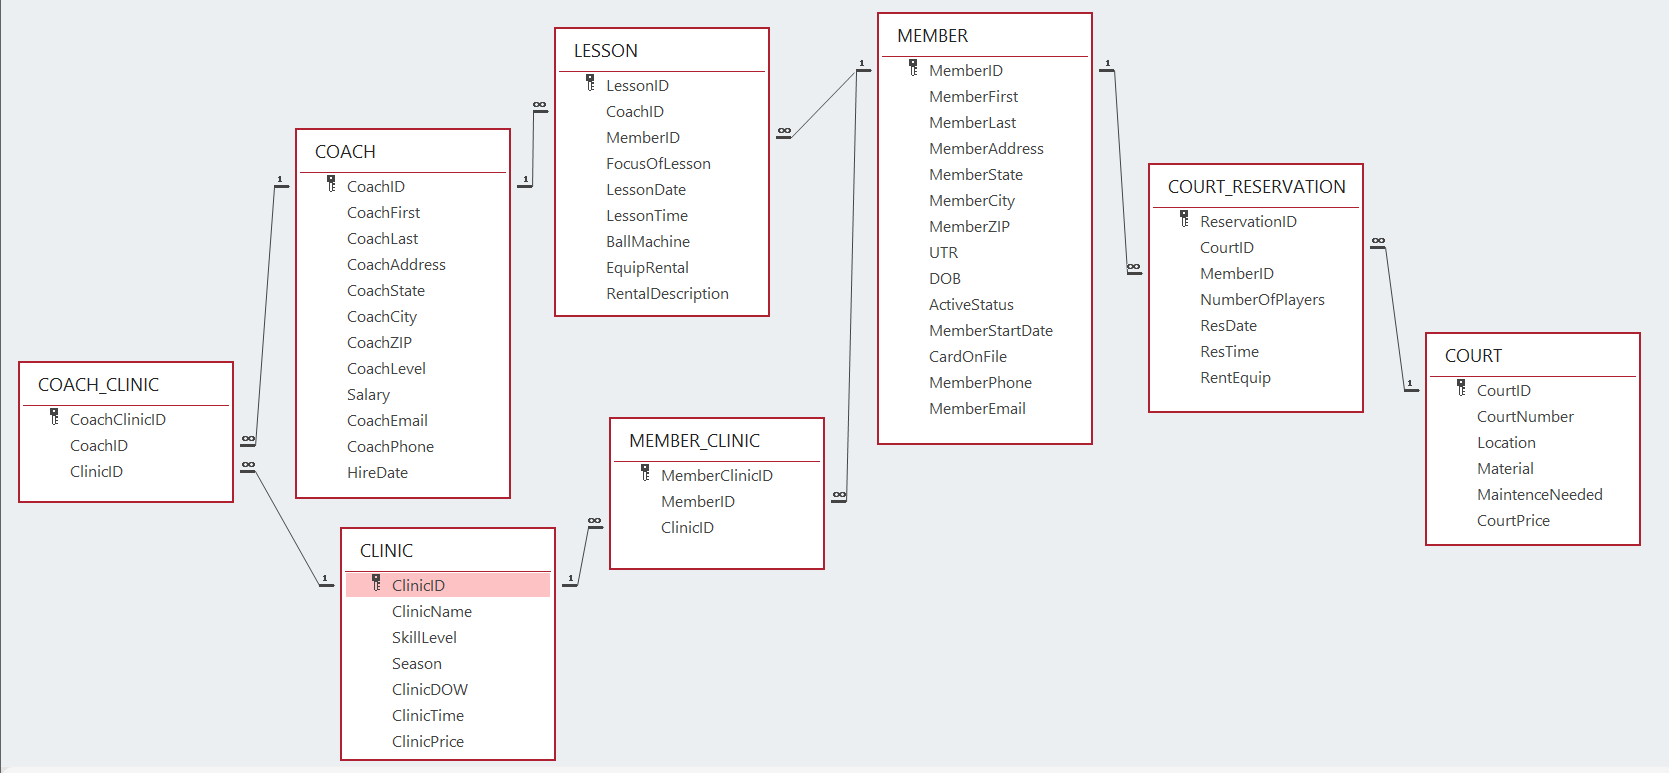 COACH_CLINIC
CoachClinicID
CoachID
ClinicID
1
∞
∞
1
COACH
CoachID
CoachFirst
CoachLast
CoachAddress
CoachState
CoachCity
CoachZIP
CoachLevel
Salary
CoachEmail
CoachPhone
HireDate
1
∞
CLINIC
ClinicID
ClinicName
SkillLevel
Season
ClinicDOW
ClinicTime
ClinicPrice
1
∞
LESSON
LessonID
CoachID
MemberID
FocusOfLesson
LessonDate
LessonTime
BallMachine
EquipRental
RentalDescription
∞
1
MEMBER_CLINIC
MemberClinicID
MemberID
ClinicID
∞
MEMBER
MemberID
MemberFirst
MemberLast
MemberAddress
MemberState
MemberCity
MemberZIP
UTR
DOB
ActiveStatus
MemberStartDate
CardOnFile
MemberPhone
MemberEmail
1
∞
COURT_RESERVATION
ReservationID
CourtID
MemberID
NumberOfPlayers
ResDate
ResTime
RentEquip
∞
1
COURT
CourtID
CourtNumber
Location
Material
MaintenceNeeded
CourtPrice